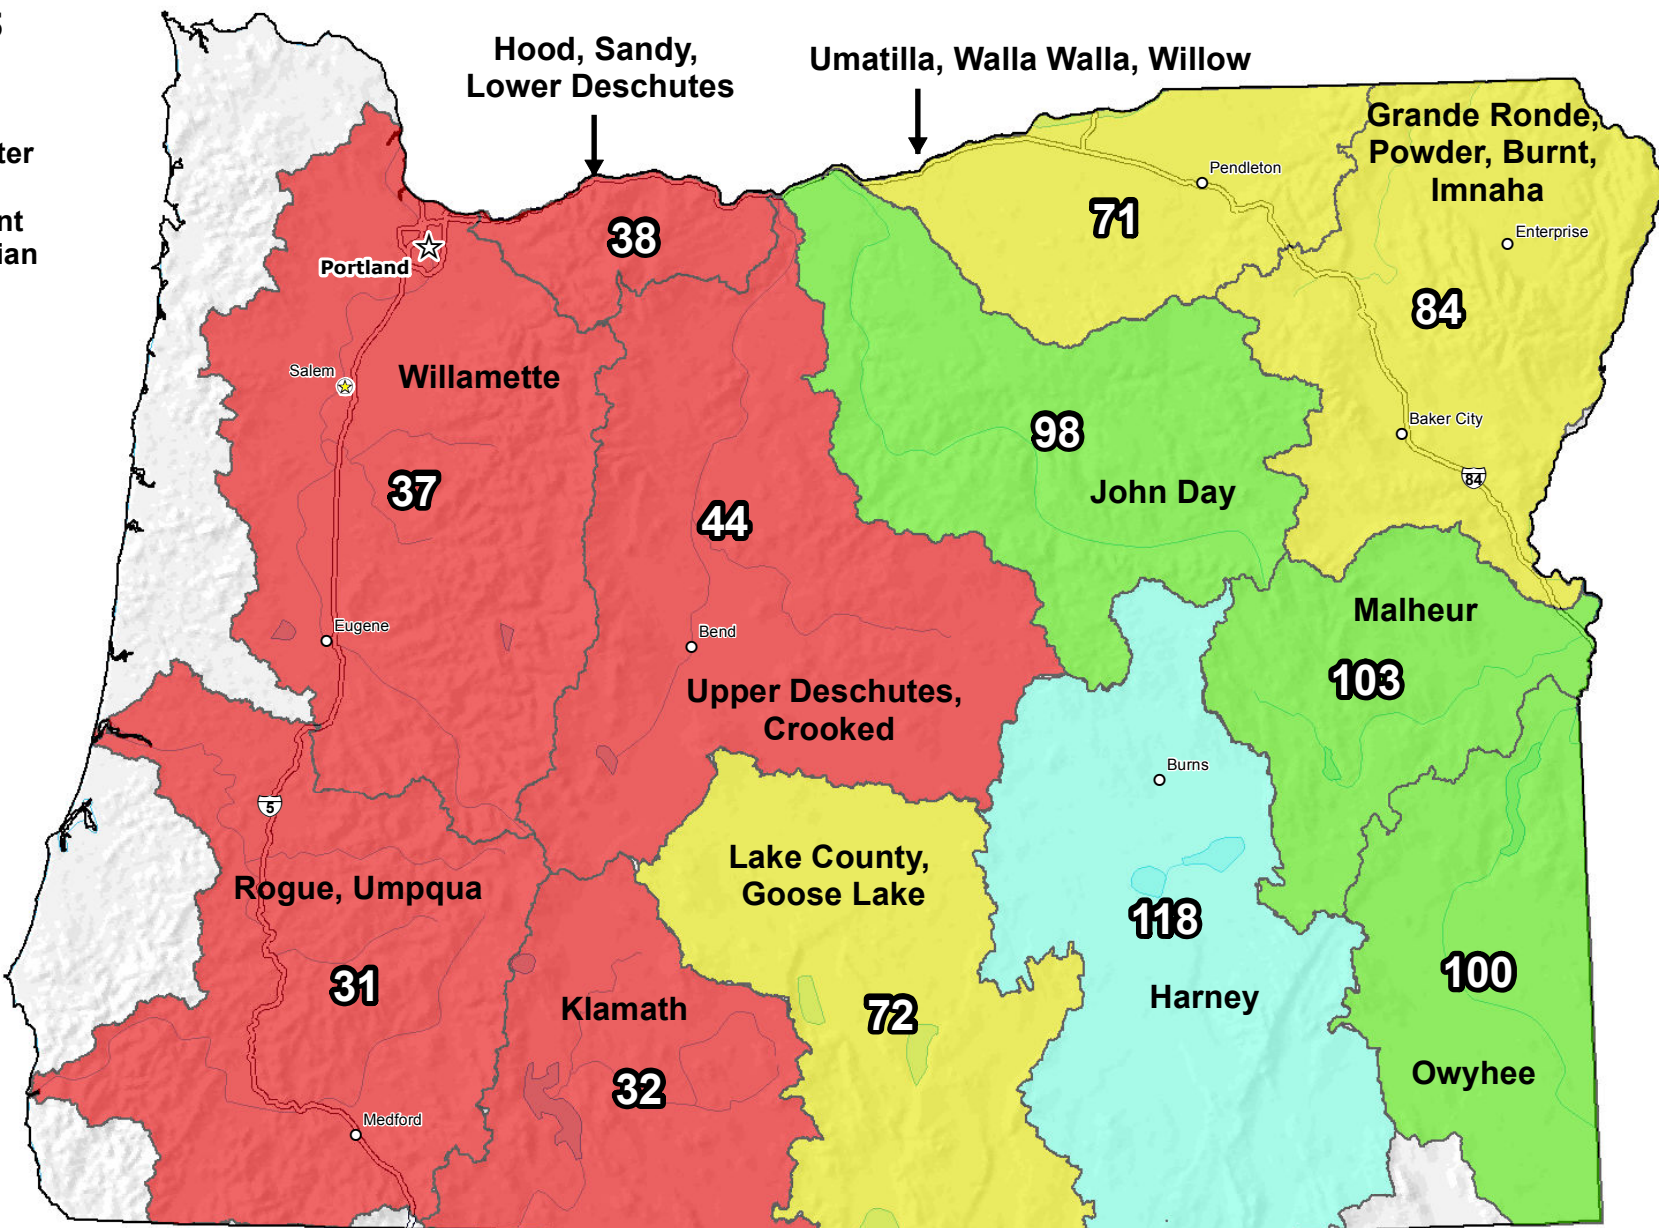 Hood, Sandy,
Lower Deschutes
Umatilla, Walla Walla, Willow
Grande Ronde,
Powder, Burnt,
Imnaha
Pendleton
71
Enterprise
38
Portland
84
Salem
Willamette
Baker City
98
84
John Day
37
44
Malheur
Eugene
Bend
103
Upper Deschutes,
Crooked
Burns
5
Lake County,
Goose Lake
Rogue, Umpqua
118
100
31
Klamath
72
Harney
32
Owyhee
Medford